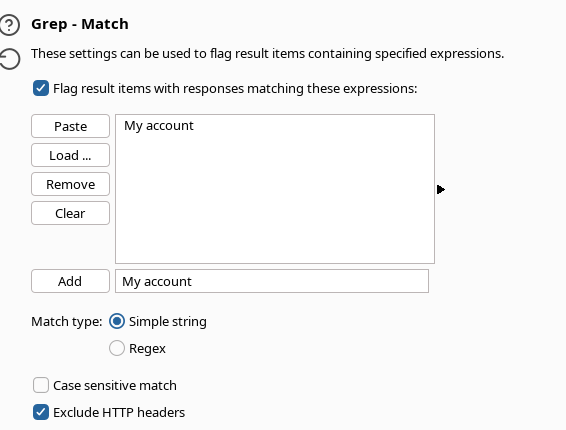 Grep - Match
These settings can be used to flag result items containing specified expressions.
Flag result items with responses matching these expressions:
Paste
My account
Load ...
Remove
Clear
Add
My account
Match type:
Simple string
Regex
Case sensitive match
Exclude HTTP headers